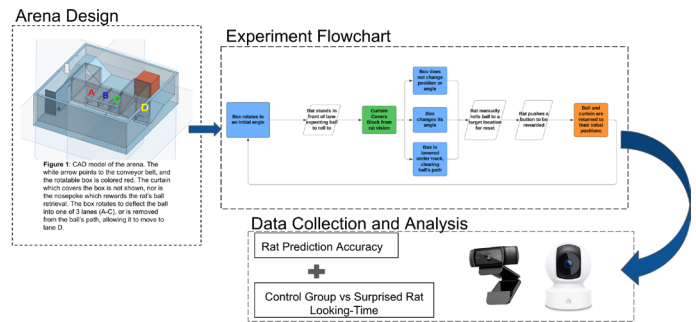 Arena Design
A
B
C
D
Figure 1: CAD model of the arena. The
white arrow points to the conveyor belt, and
the rotatable box is colored red. The curtain
which covers the box is not shown, nor is
the nosepoke which rewards the rat's ball
retrieval. The box rotates to deflect the ball
into one of 3 lanes (A-C), or is removed
from the ball's path, allowing it to move to
lane D.
Experiment Flowchart
Box rotates to
an initial angle
Rat stands in
front of lane
expecting ball
to roll to
Curtain
Covers
Block from
rat vision
Box does
not change
position or
angle
Box
changes its
angle
Box is
lowered
under track,
clearing
ball's path
Rat manually
rolls ball to a
target location
for reset
Rat pushes a
button to be
rewarded
Ball and
curtain are
returned to
their initial
positions
Data Collection and Analysis
Rat Prediction Accuracy
Control Group vs Surprised Rat
Looking-Time